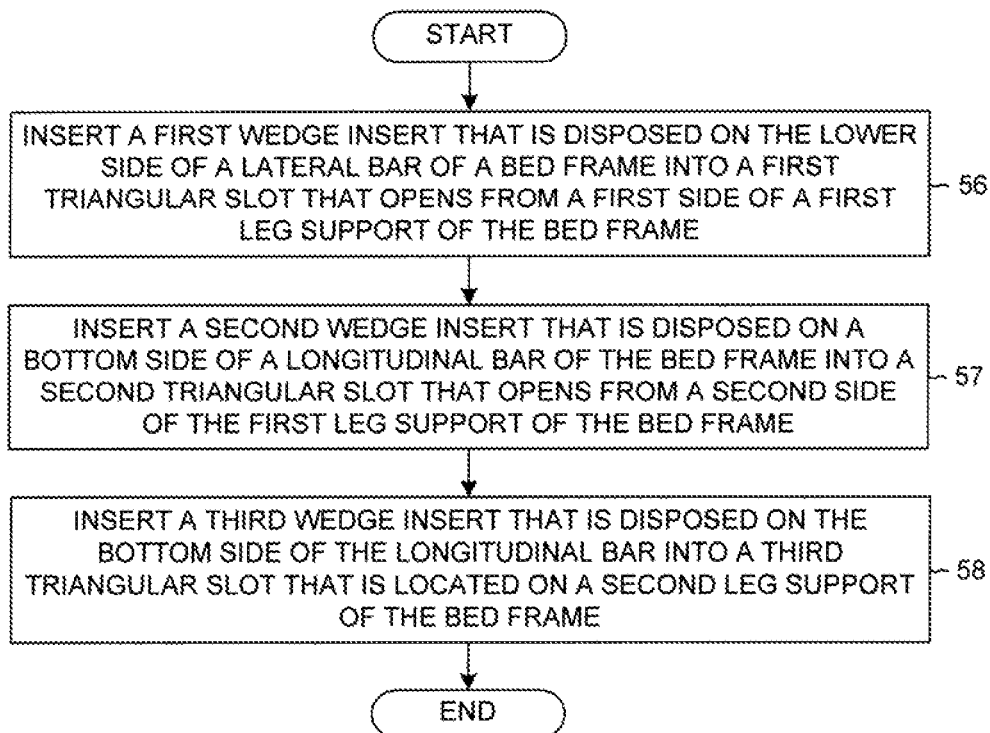 START
INSERT A FIRST WEDGE INSERT THAT IS DISPOSED ON THE LOWER
SIDE OF A LATERAL BAR OF A BED FRAME INTO A FIRST
TRIANGULAR SLOT THAT OPENS FROM A FIRST SIDE OF A FIRST
LEG SUPPORT OF THE BED FRAME
56
INSERT A SECOND WEDGE INSERT THAT IS DISPOSED ON A
BOTTOM SIDE OF A LONGITUDINAL BAR OF THE BED FRAME INTO A
SECOND TRIANGULAR SLOT THAT OPENS FROM A SECOND SIDE
OF THE FIRST LEG SUPPORT OF THE BED FRAME
57
INSERT A THIRD WEDGE INSERT THAT IS DISPOSED ON THE
BOTTOM SIDE OF THE LONGITUDINAL BAR INTO A THIRD
TRIANGULAR SLOT THAT IS LOCATED ON A SECOND LEG SUPPORT
OF THE BED FRAME
58
END